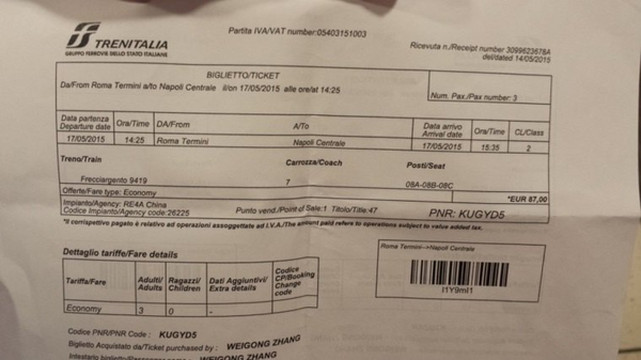 TRENITALIA
GRUPPO FERROVIE DELLO STATO ITALIANE
Partita IVA/VAT number:05403151003
Ricevuta n./Receipt number 3099623678A
del/dated 14/05/2015
BIGLIETTO/TICKET
Da/From Roma Termini a/to Napoli Centrale il/on 17/05/2015 alle ore/at 14:25
Num. Pax./Pax number: 3
Data partenza Ora/Time DA/From A/To Data arrivo Ora/Time CL/Class
Departure date Arrival date
17/05/2015 14:25 Roma Termini Napoli Centrale 17/05/2015 15:35 2
Treno/Train Carrozza/Coach Posti/Seat
Frecciargento 9419 7 08A-08B-08C
Offerte/Fare type: Economy *EUR 87,00
Impianto/Agency: RE4A China
Codice Impianto/Agency code:26225 Punto vend./Point of Sale:1 Titolo/Title:47 PNR: KUGYD5
*Il corrispettivo pagato è relativo ad operazioni assoggettate ad I.V.A./The amount paid refers to operations subject to value added tax.
Dettaglio tariffe/Fare details
Roma Termini->Napoli Centrale
I1Y9mI1
Tariffa/Fare Adulti/ Ragazzi/ Dati Aggiuntivi/ Codice
Adults Children Extra details CP/Booking
Change
code
Economy 3 0 -
Codice PNR/PNR Code : KUGYD5
Biglietto Acquistato da/Ticket purchased by : WEIGONG ZHANG
WEIGONG ZHANG